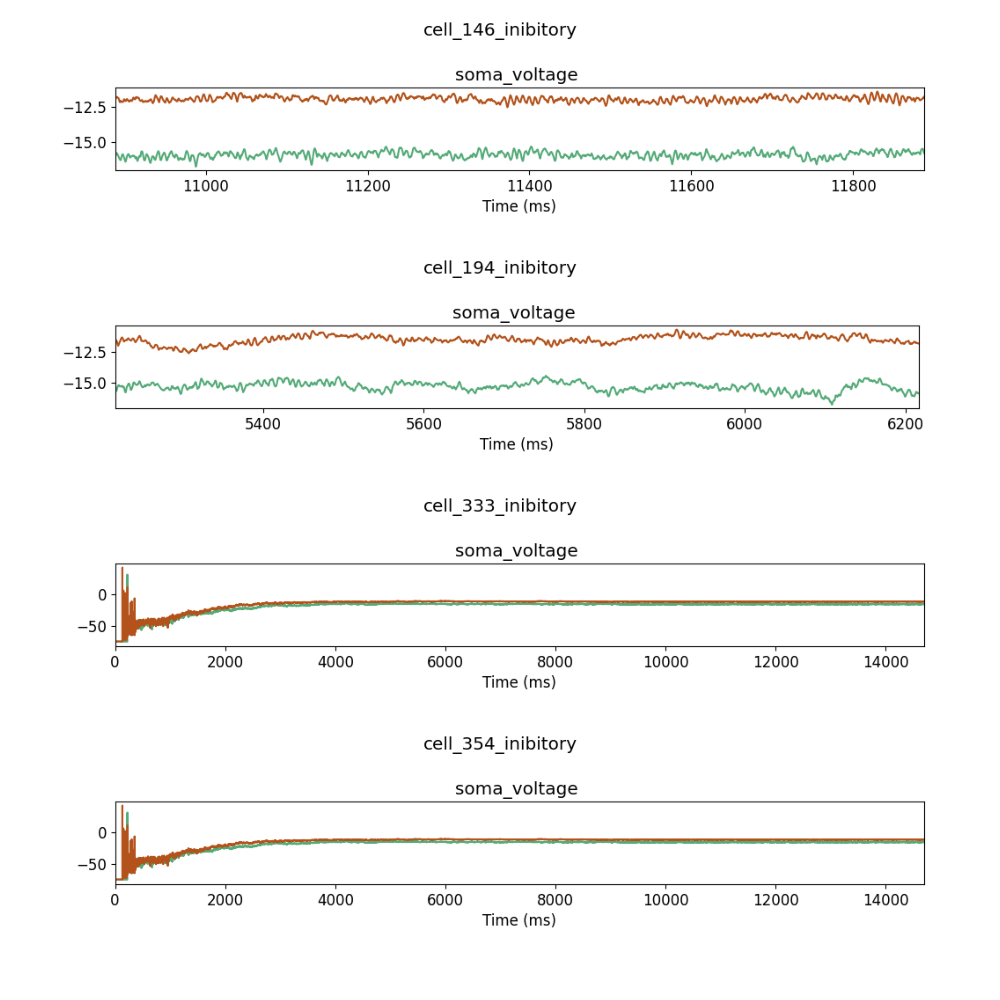 cell_146_inibitory
soma_voltage
−12.5
−15.0
11000 11200 11400 11600 11800
Time (ms)
cell_194_inibitory
soma_voltage
−12.5
−15.0
5400 5600 5800 6000 6200
Time (ms)
cell_333_inibitory
soma_voltage
0
−50
0 2000 4000 6000 8000 10000 12000 14000
Time (ms)
cell_354_inibitory
soma_voltage
0
−50
0 2000 4000 6000 8000 10000 12000 14000
Time (ms)